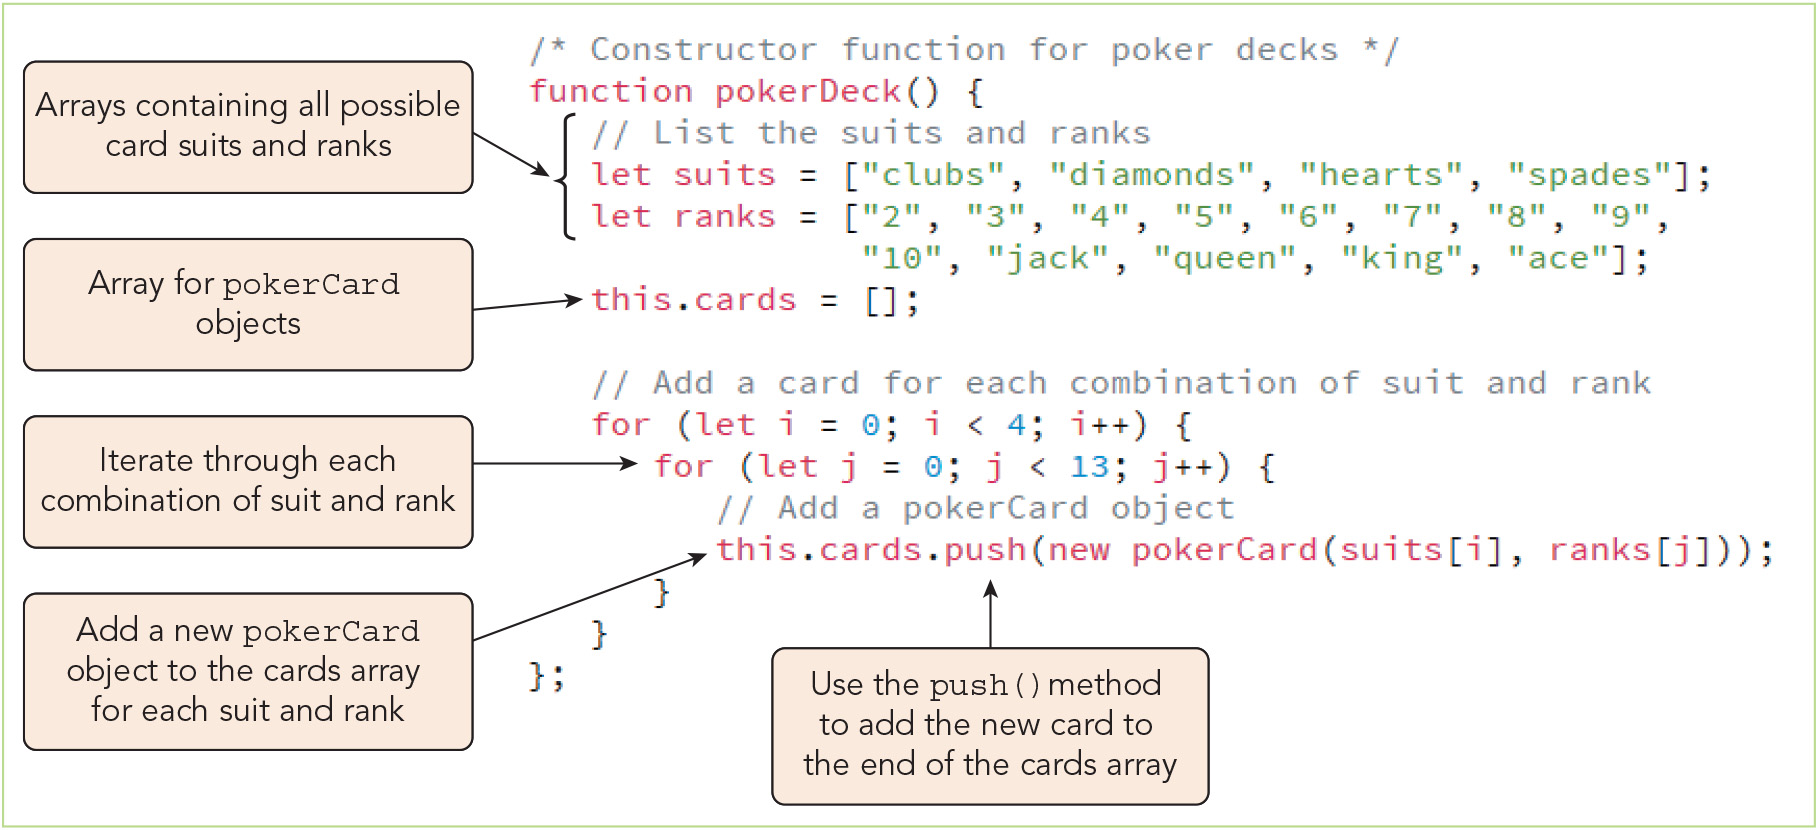 Arrays containing all possible
card suits and ranks
Array for pokerCard
objects
Iterate through each
combination of suit and rank
Add a new pokerCard
object to the cards array
for each suit and rank
/* Constructor function for poker decks */
function pokerDeck() {
// List the suits and ranks
let suits = ["clubs", "diamonds", "hearts", "spades"];
let ranks = ["2", "3", "4", "5", "6", "7", "8", "9",
"10", "jack", "queen", "king", "ace"];
this.cards = [];
// Add a card for each combination of suit and rank
for (let i = 0; i < 4; i++) {
for (let j = 0; j < 13; j++) {
// Add a pokerCard object
this.cards.push(new pokerCard(suits[i], ranks[j]));
}
}
};
Use the push() method
to add the new card to
the end of the cards array